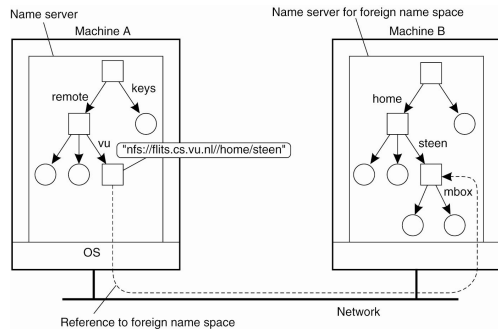 Name server
Name server for foreign name space
Machine A
Machine B
remote
keys
vu
"nfs://flits.cs.vu.nl//home/steen"
home
steen
mbox
OS
Network
Reference to foreign name space